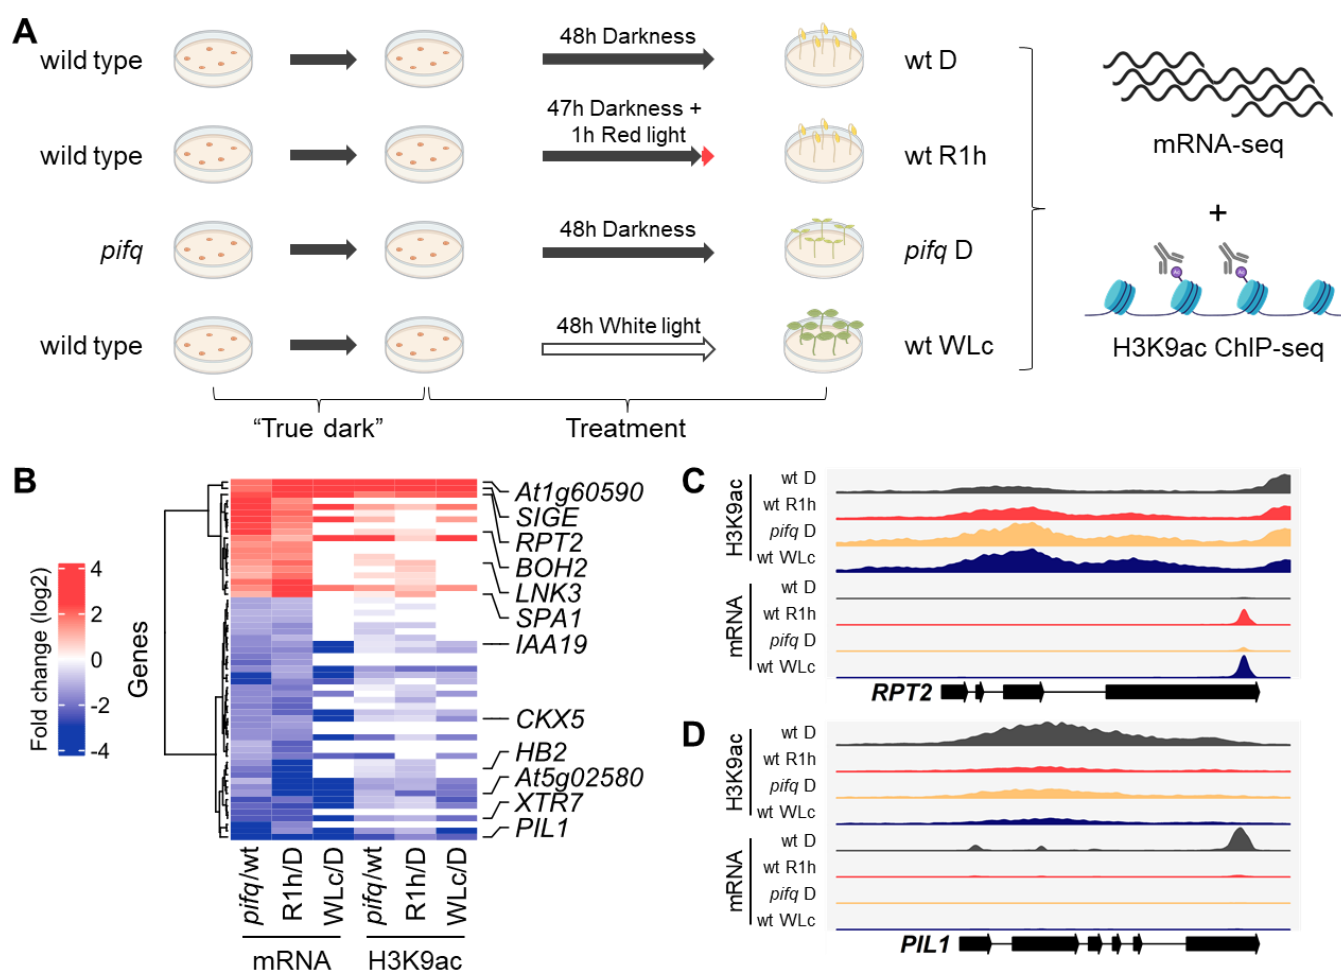 A
wild type
48h Darkness
wt D
wild type
47h Darkness +
1h Red light
wt R1h
pifq
48h Darkness
pifq D
wild type
48h White light
wt WLc
"True dark"
Treatment
mRNA-seq
+
Ac
Ac
H3K9ac ChIP-seq
B
Fold change (log2)
4
2
0
-2
-4
Genes
At1g60590
SIGE
RPT2
BOH2
LNK3
SPA1
IAA19
CKX5
HB2
At5g02580
XTR7
PIL1
pifq/wt
R1h/D
WLc/D
pifq/wt
R1h/D
WLc/D
mRNA
H3K9ac
C
H3K9ac
wt D
wt R1h
pifq D
wt WLc
mRNA
wt D
wt R1h
pifq D
wt WLc
RPT2
D
H3K9ac
wt D
wt R1h
pifq D
wt WLc
mRNA
wt D
wt R1h
pifq D
wt WLc
PIL1